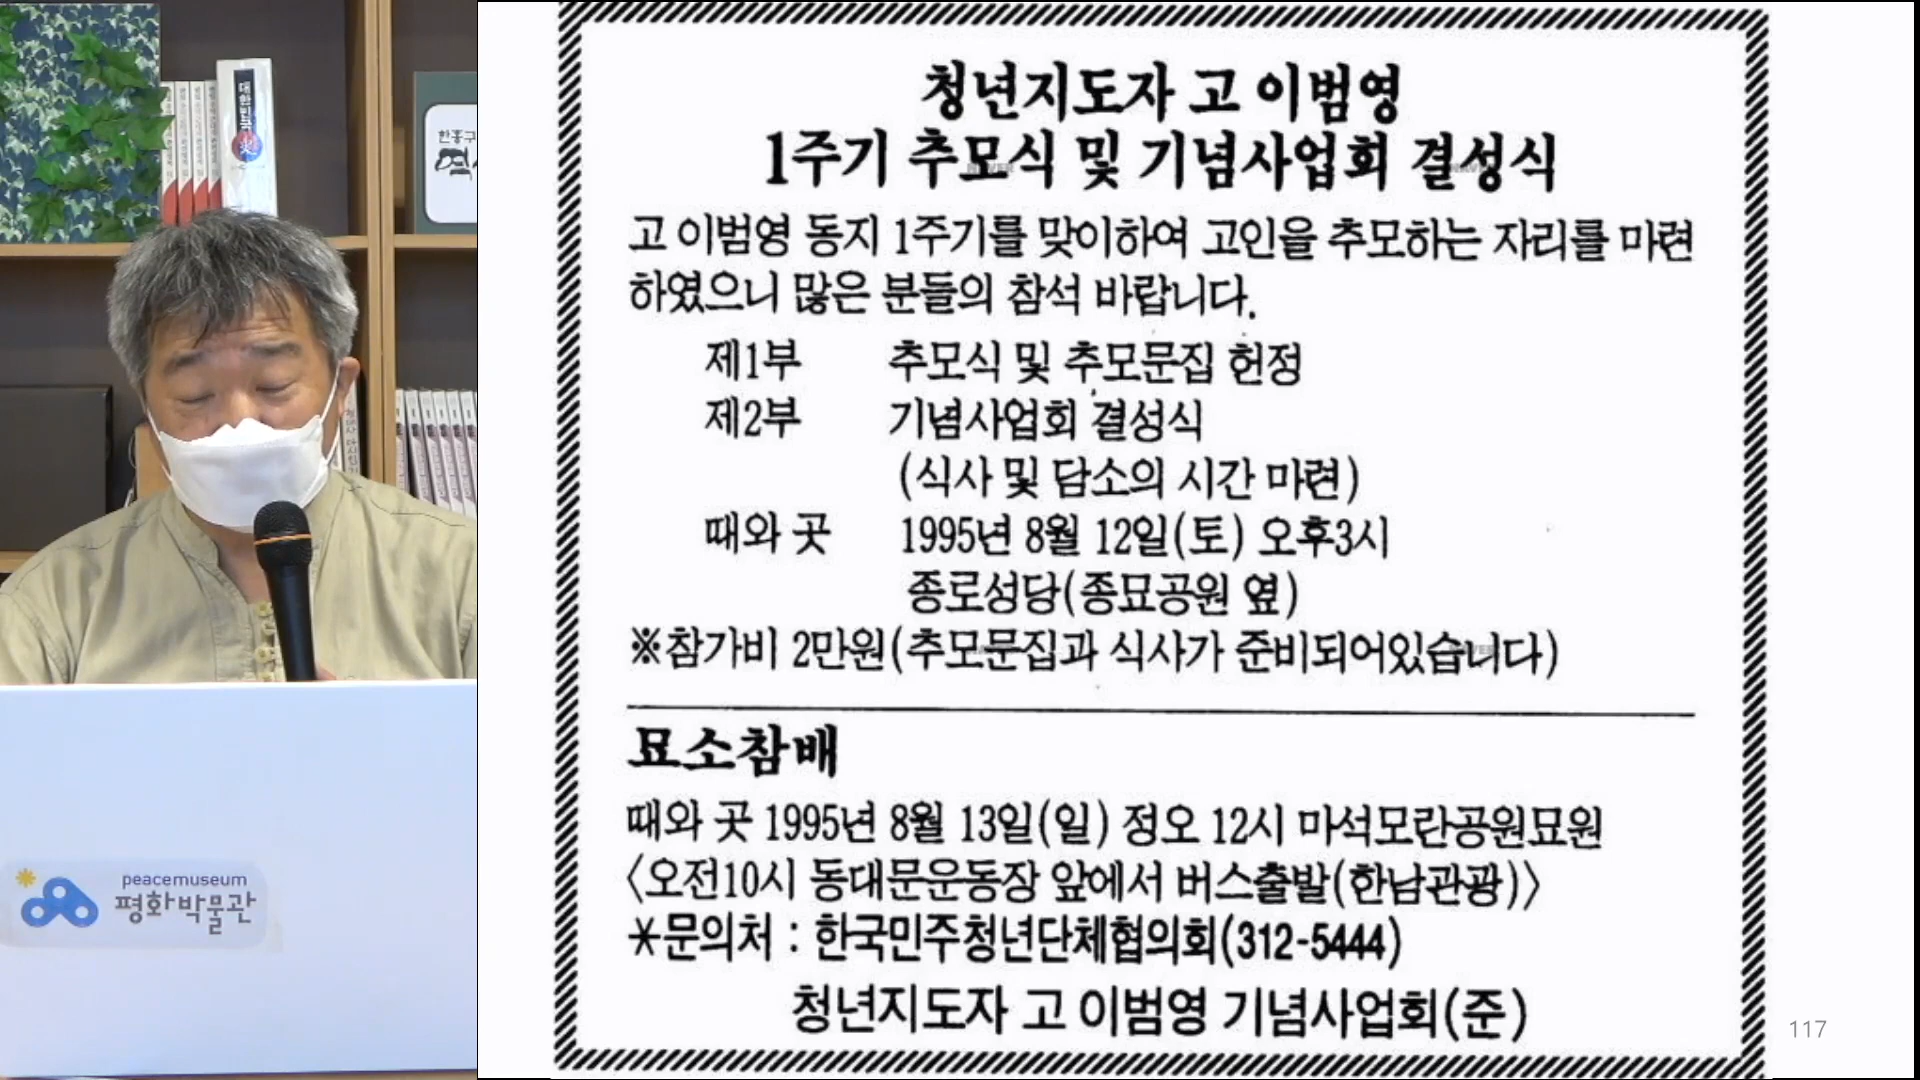 대한민국史
한홍구
청년지도자 고 이범영
1주기 추모식 및 기념사업회 결성식
고 이범영 동지 1주기를 맞이하여 고인을 추모하는 자리를 마련
하였으니 많은 분들의 참석 바랍니다.
제1부 추모식 및 추모문집 헌정
제2부 기념사업회 결성식
(식사 및 담소의 시간 마련)
때와 곳 1995년 8월 12일(토) 오후3시
종로성당(종묘공원 옆)
※참가비 2만원(추모문집과 식사가 준비되어있습니다)
묘소참배
때와 곳 1995년 8월 13일(일) 정오 12시 마석모란공원묘원
〈오전10시 동대문운동장 앞에서 버스출발(한남관광)〉
*문의처 : 한국민주청년단체협의회(312-5444)
청년지도자 고 이범영 기념사업회(준)
117
peacemuseum
평화박물관